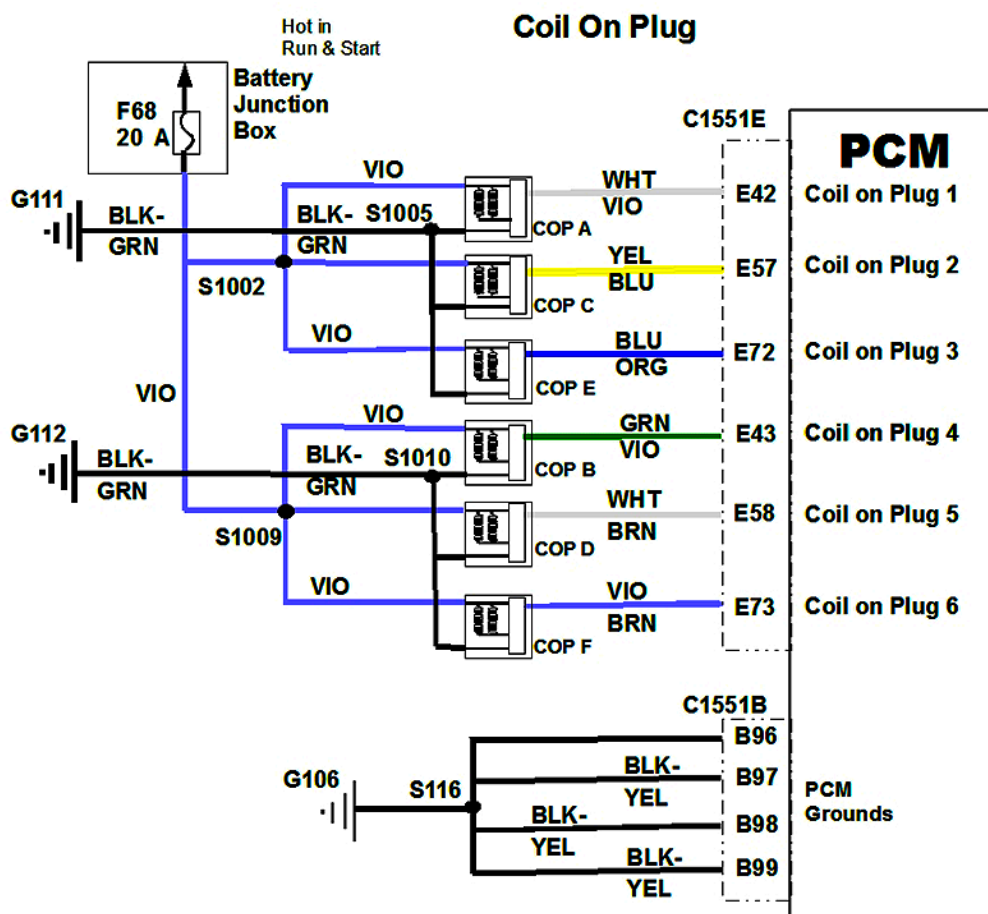 Coil On Plug
Hot in
Run & Start
Battery
Junction
Box
F68
20 A
C1551E
PCM
VIO
WHT
VIO
E42
Coil on Plug 1
G111
BLK-
GRN
BLK-
GRN
S1005
COP A
YEL
BLU
E57
Coil on Plug 2
S1002
COP C
VIO
BLU
ORG
E72
Coil on Plug 3
COP E
VIO
VIO
GRN
VIO
E43
Coil on Plug 4
G112
BLK-
GRN
BLK-
GRN
S1010
COP B
WHT
BRN
E58
Coil on Plug 5
S1009
COP D
VIO
VIO
BRN
E73
Coil on Plug 6
COP F
C1551B
B96
G106
S116
BLK-
YEL
B97
PCM
Grounds
BLK-
YEL
B98
BLK-
YEL
B99